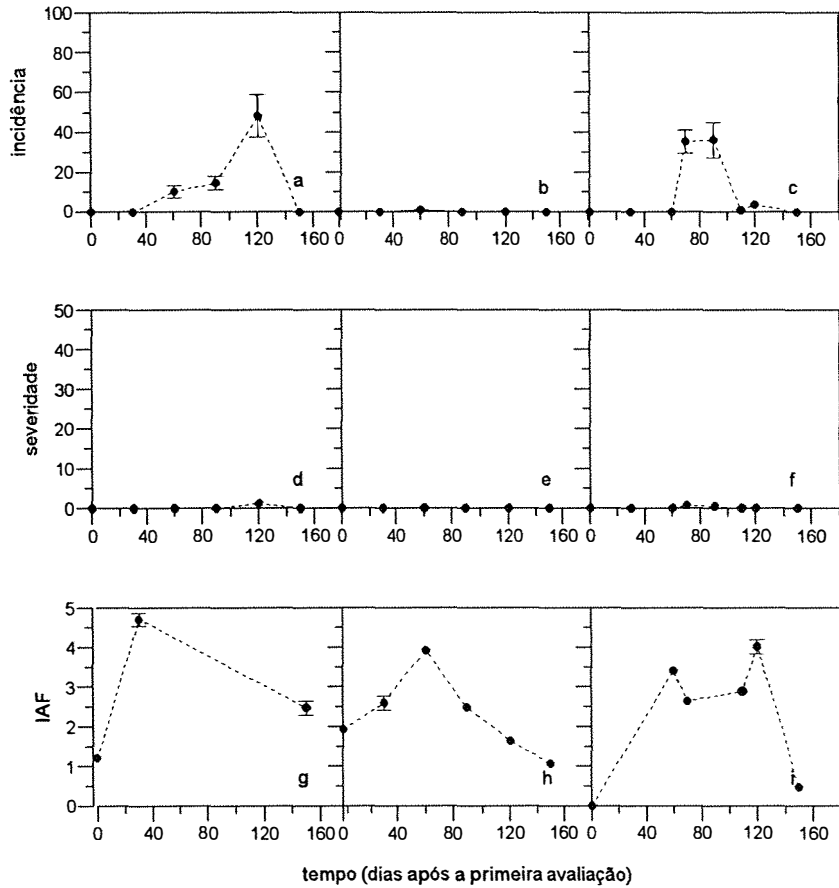 incidência
100
80
60
40
20
0
a
b
c
0 40 80 120 160 0 40 80 120 160 0 40 80 120 160
severidade
50
40
30
20
10
0
d
e
f
0 40 80 120 160 0 40 80 120 160 0 40 80 120 160
IAF
5
4
3
2
1
0
g
h
i
0 40 80 120 160 0 40 80 120 160 0 40 80 120 160
tempo (dias após a primeira avaliação)